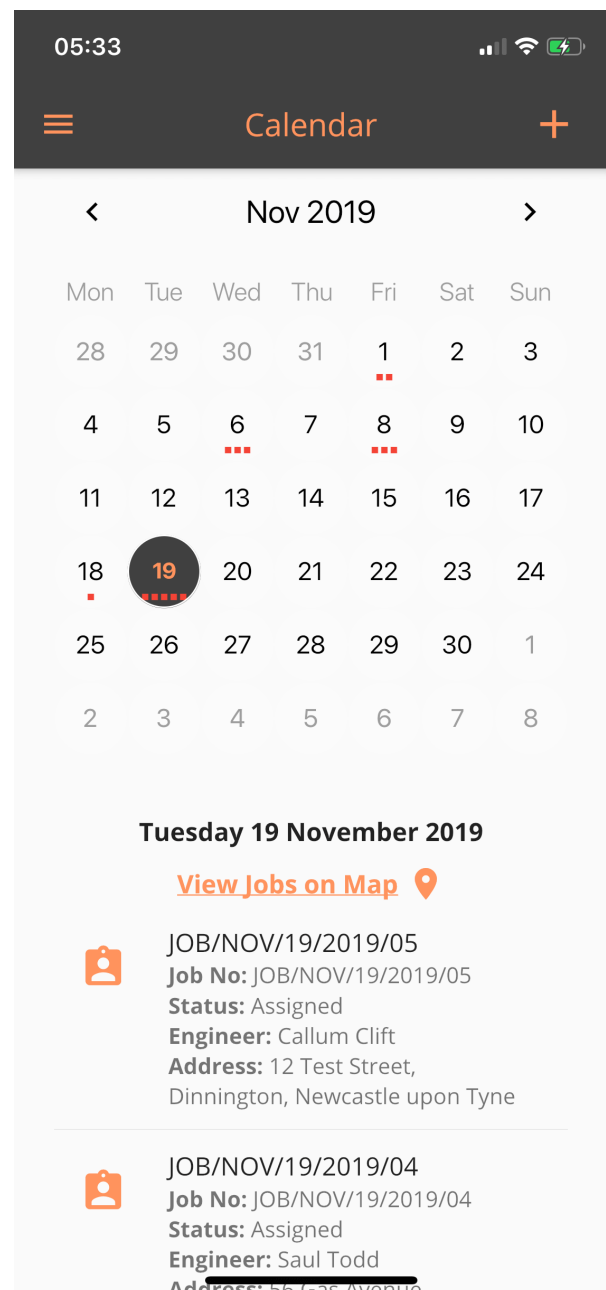 05:33
Calendar
Nov 2019
Mon Tue Wed Thu Fri Sat Sun
28 29 30 31 1 2 3
4 5 6 7 8 9 10
11 12 13 14 15 16 17
18 19 20 21 22 23 24
25 26 27 28 29 30 1
2 3 4 5 6 7 8
Tuesday 19 November 2019
View Jobs on Map
JOB/NOV/19/2019/05
Job No: JOB/NOV/19/2019/05
Status: Assigned
Engineer: Callum Clift
Address: 12 Test Street,
Dinnington, Newcastle upon Tyne
JOB/NOV/19/2019/04
Job No: JOB/NOV/19/2019/04
Status: Assigned
Engineer: Saul Todd
Address: 56 Gas Avenue